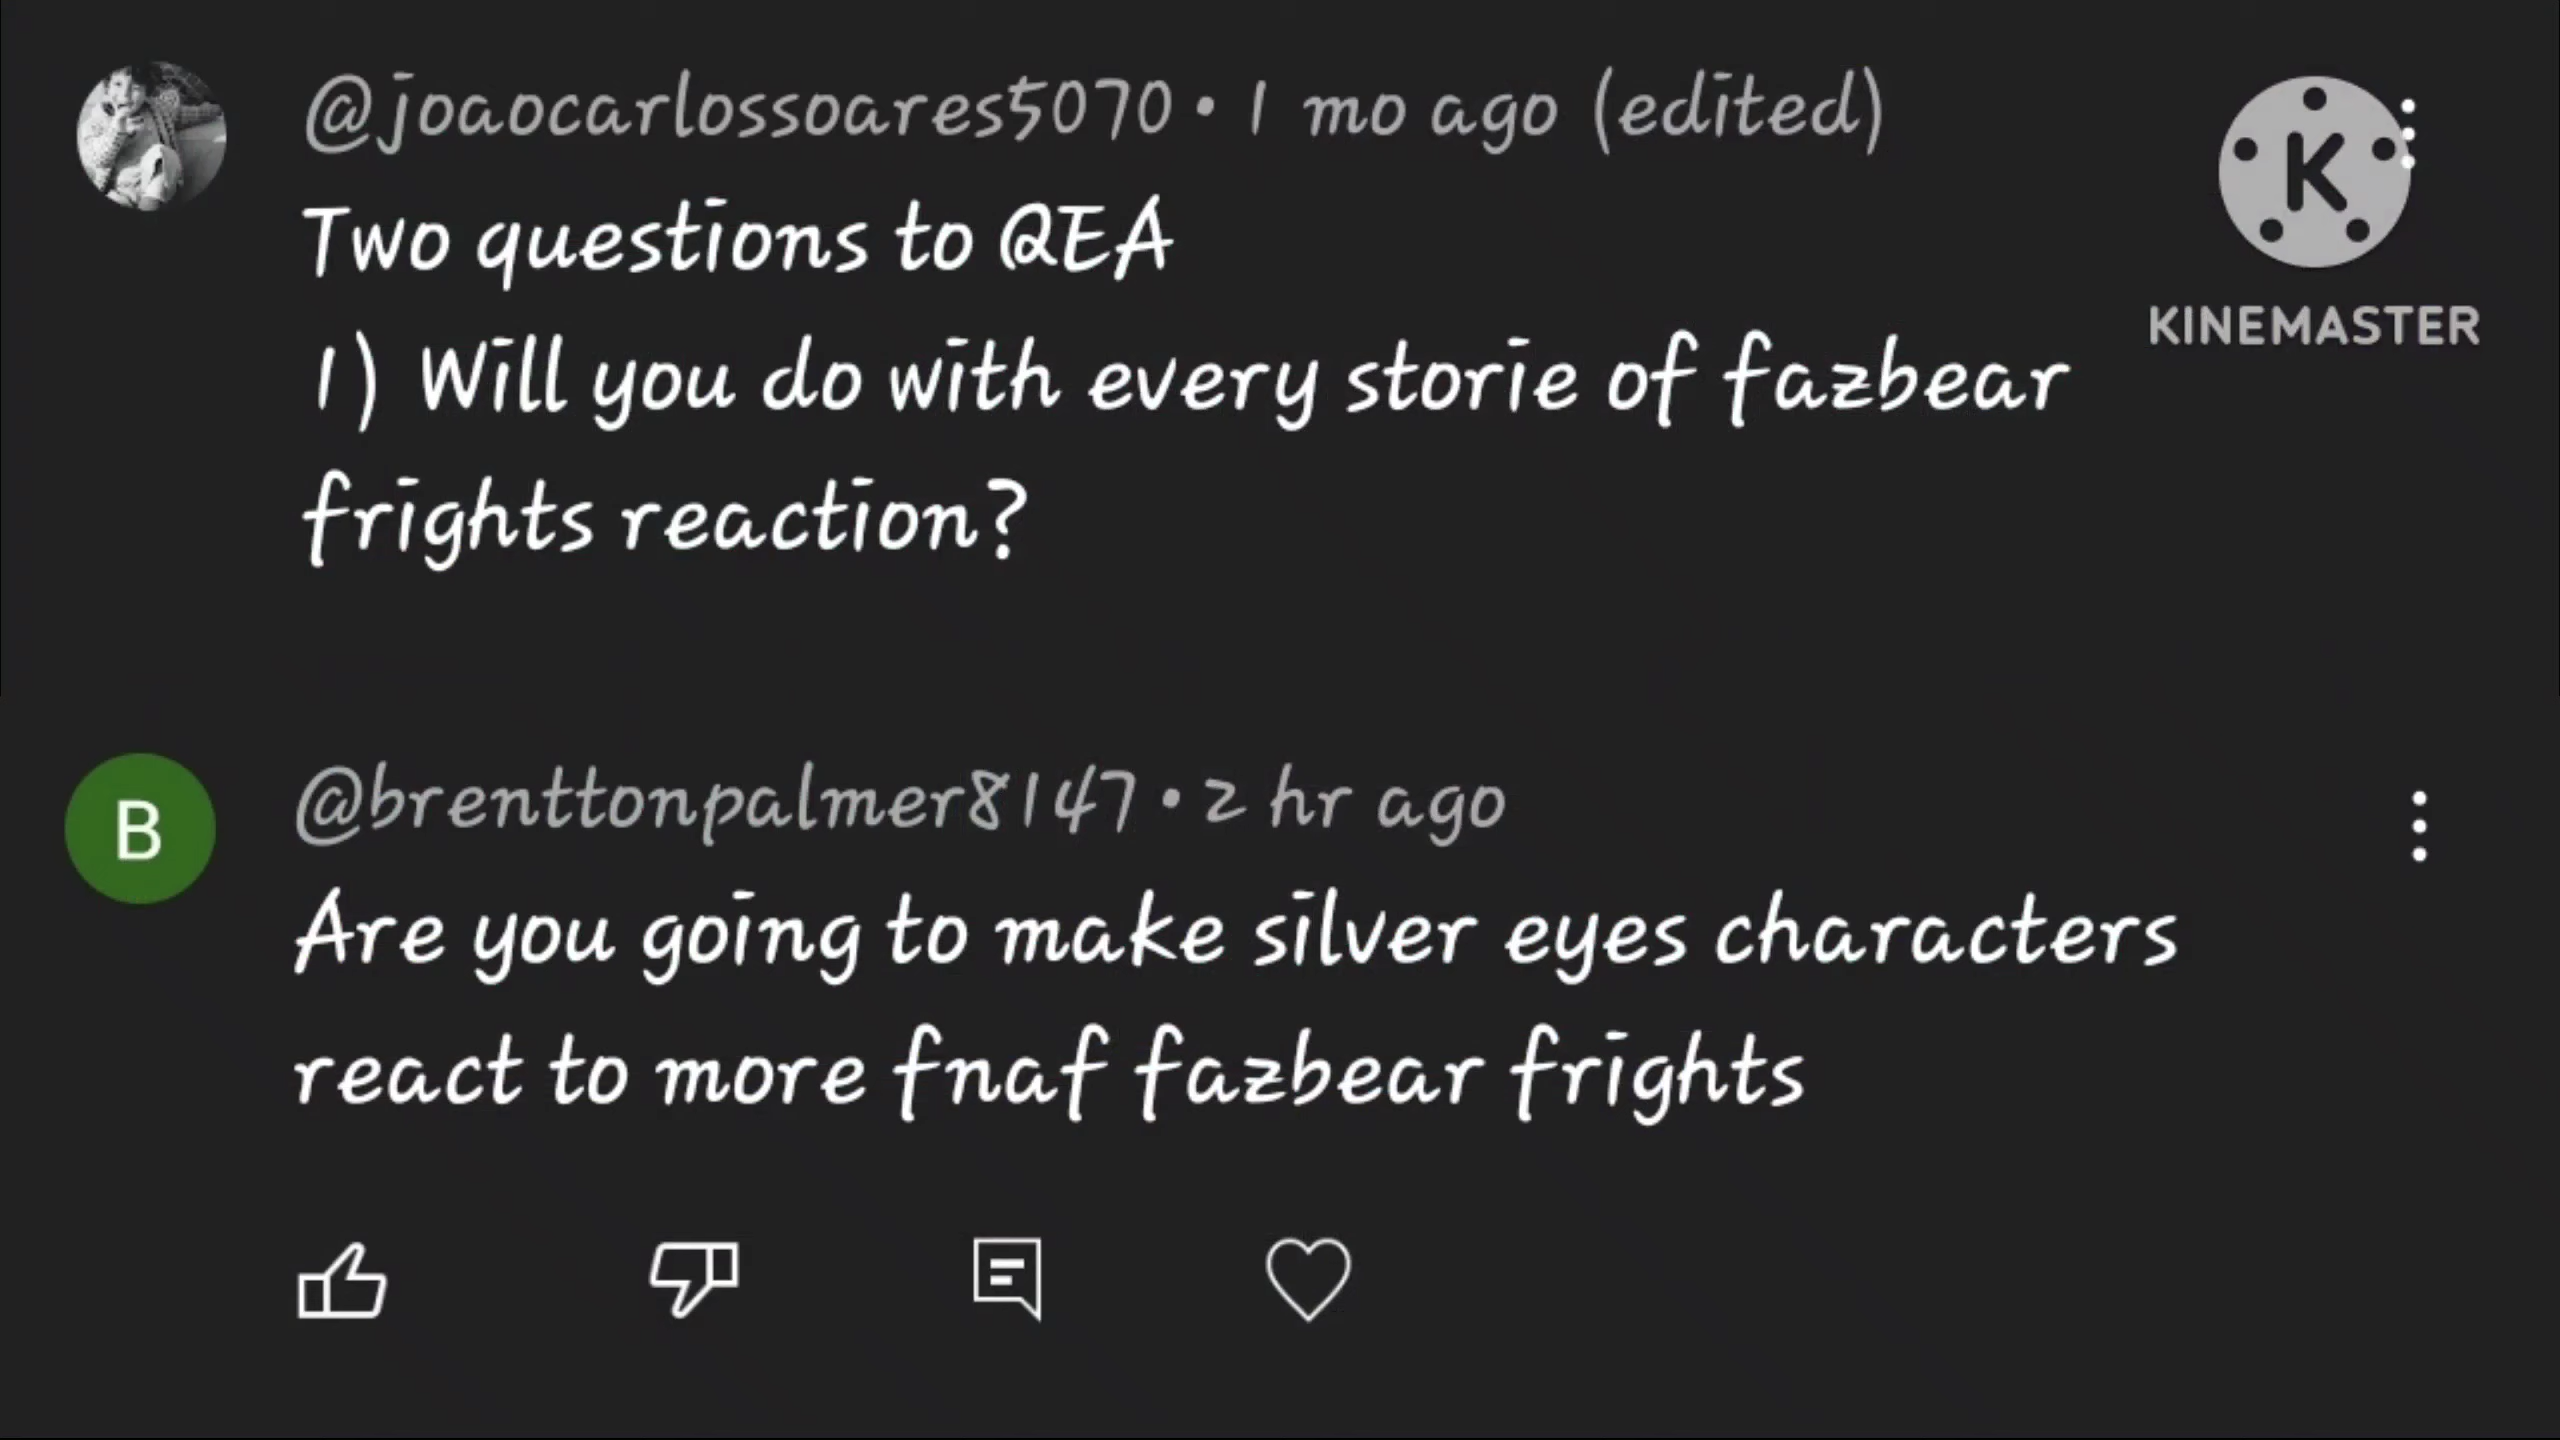 @joaocarlossoares5070 • 1 mo ago (edited)
K
KINEMASTER
Two questions to QEA
1) Will you do with every storie of fazbear
frights reaction?
B
@brenttonpalmer8147 • 2 hr ago
Are you going to make silver eyes characters
react to more fnaf fazbear frights